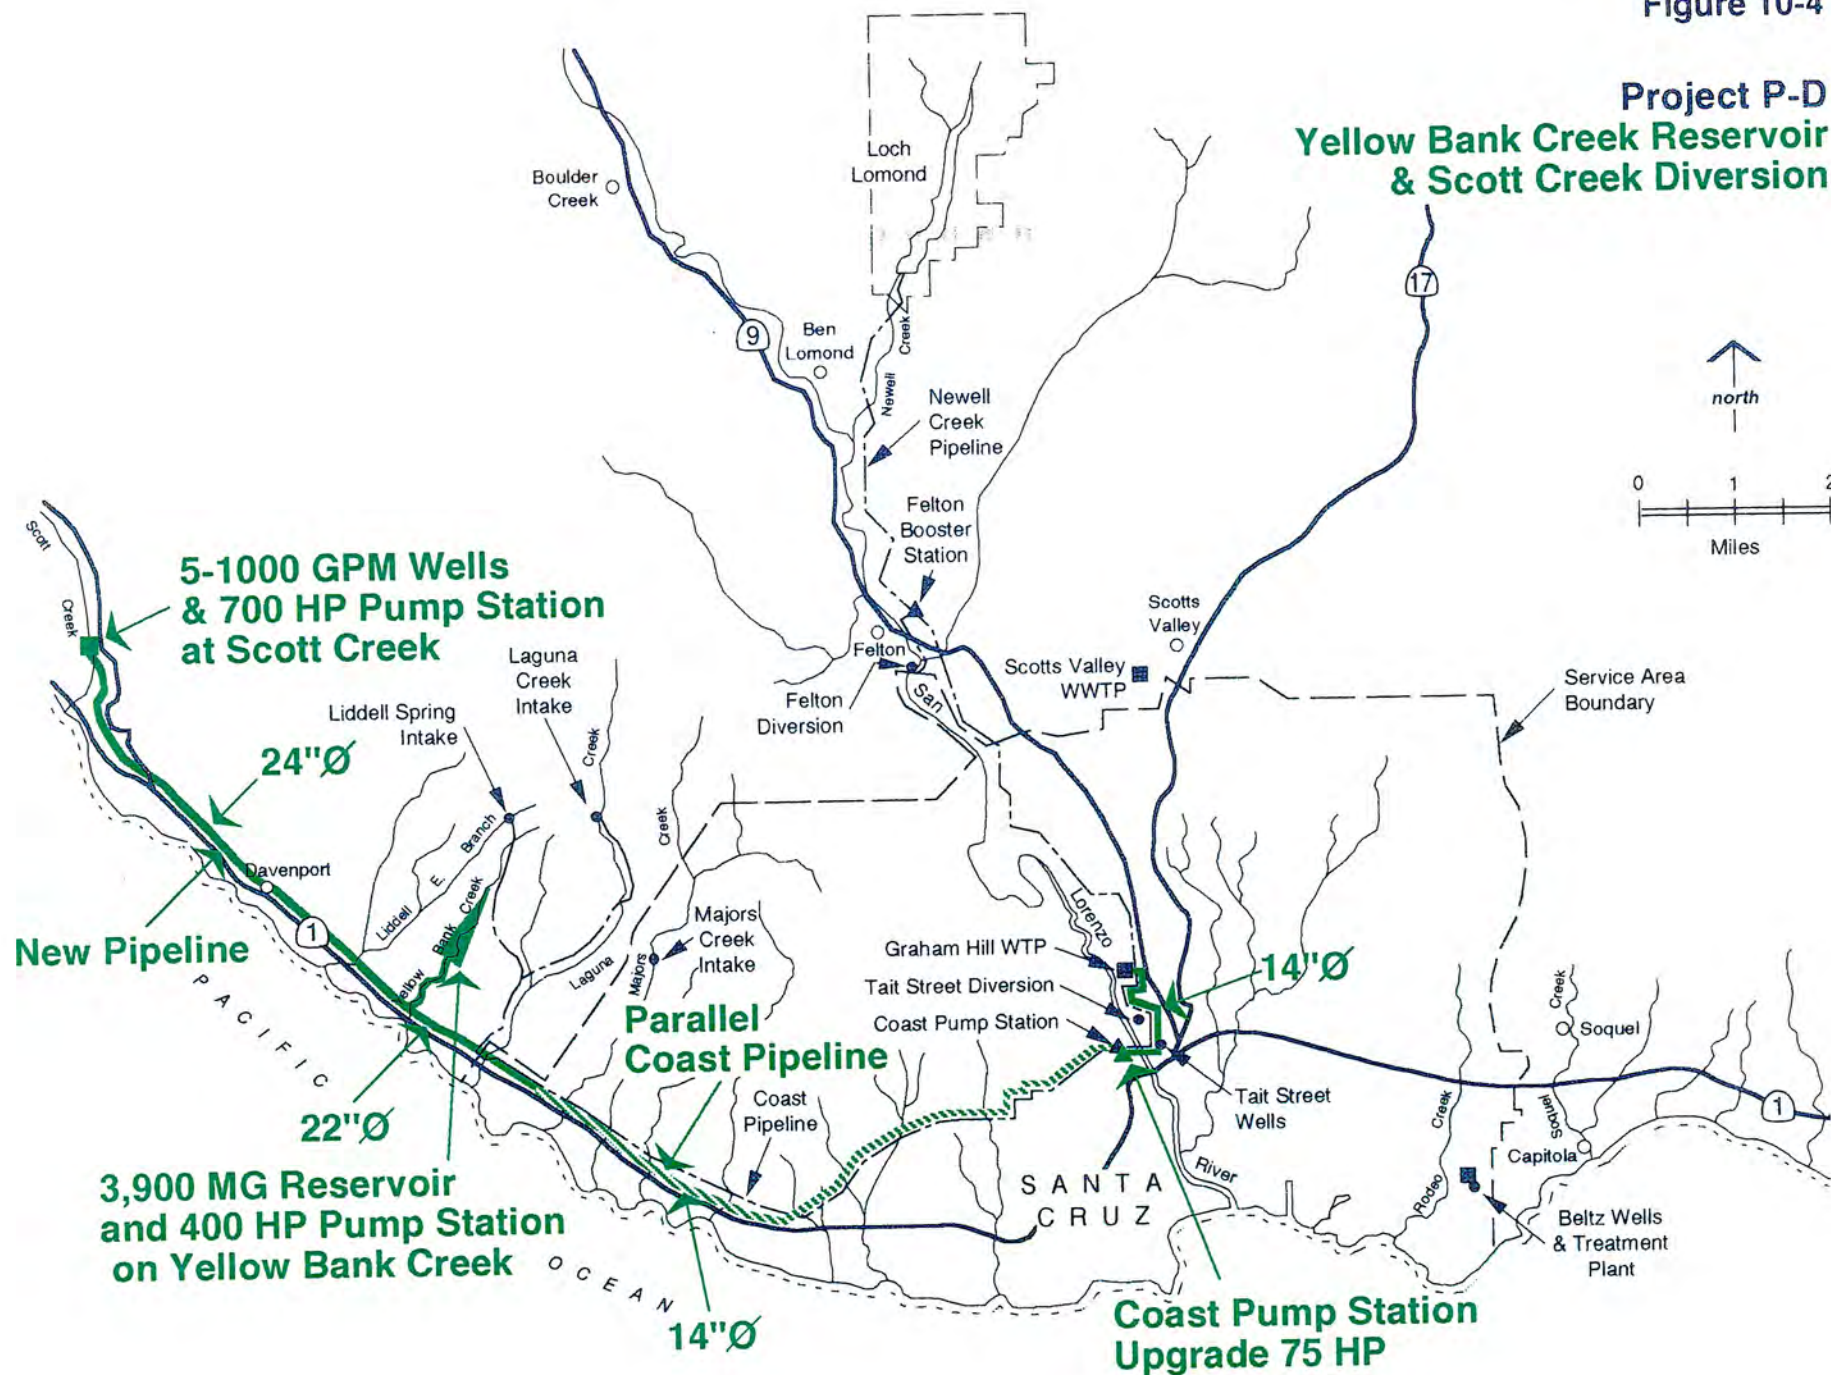 Figure 10-4
Project P-D
Yellow Bank Creek Reservoir
& Scott Creek Diversion
Loch
Lomond
Boulder
Creek
17
9
Ben
Lomond
Newell
Creek
north
Newell
Creek
Pipeline
0 1 2
Miles
Felton
Booster
Station
Scott
Creek
5-1000 GPM Wells
& 700 HP Pump Station
at Scott Creek
Scotts
Valley
Felton
Scotts Valley
WWTP
Service Area
Boundary
Laguna
Creek
Intake
Felton
Diversion
San
Liddell Spring
Intake
24"Ø
Creek
Creek
Branch
E.
Liddell
Davenport
1
New Pipeline
Creek
Bank
Yellow
Majors
Creek
Intake
Majors
Laguna
Lorenzo
Graham Hill WTP
Tait Street Diversion
Coast Pump Station
14"Ø
PACIFIC
Parallel
Coast Pipeline
Creek
Soquel
Soquel
22"Ø
Coast
Pipeline
Tait Street
Wells
Creek
1
Capitola
3,900 MG Reservoir
and 400 HP Pump Station
on Yellow Bank Creek
SANTA
CRUZ
River
Rodeo
Beltz Wells
& Treatment
Plant
OCEAN
14"Ø
Coast Pump Station
Upgrade 75 HP